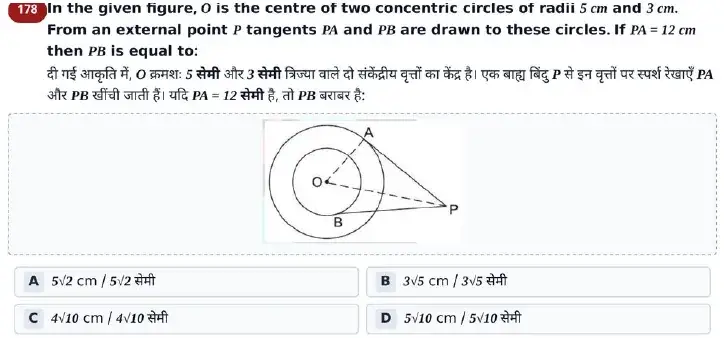 178 In the given figure, O is the centre of two concentric circles of radii 5 cm and 3 cm.
From an external point P tangents PA and PB are drawn to these circles. If PA = 12 cm
then PB is equal to:
दी गई आकृति में, O क्रमशः 5 सेमी और 3 सेमी त्रिज्या वाले दो संकेंद्रीय वृत्तों का केंद्र है। एक बाह्य बिंदु P से इन वृत्तों पर स्पर्श रेखाएँ PA
और PB खींची जाती हैं। यदि PA = 12 सेमी है, तो PB बराबर है:
A
O
P
B
A 5√2 cm / 5√2 सेमी
B 3√5 cm / 3√5 सेमी
C 4√10 cm / 4√10 सेमी
D 5√10 cm / 5√10 सेमी